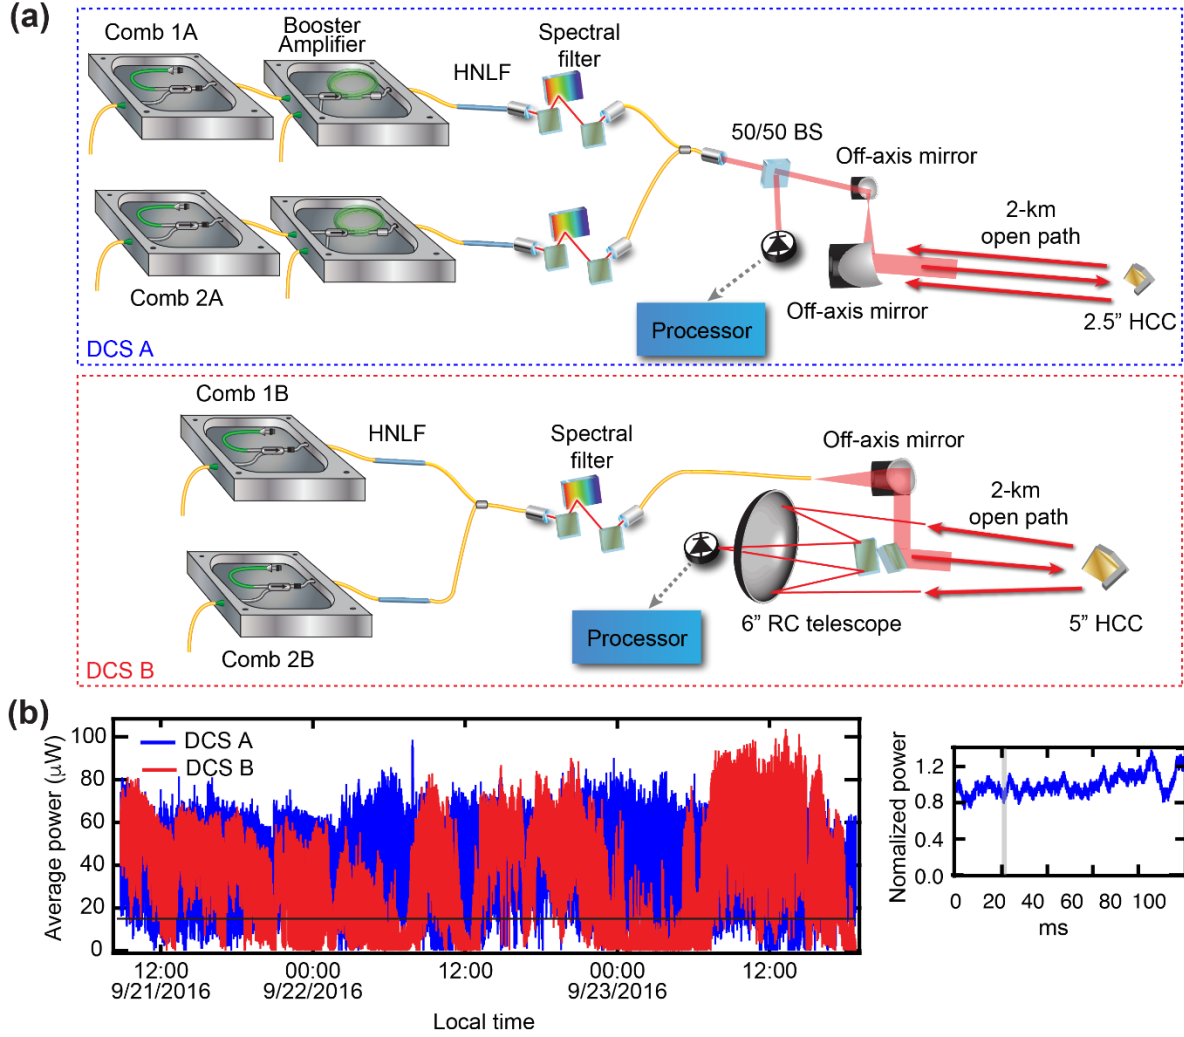 (a)
Comb 1A
Booster
Amplifier
HNLF
Spectral
filter
50/50 BS
Off-axis mirror
2-km
open path
Comb 2A
Off-axis mirror
2.5” HCC
Processor
DCS A
Comb 1B
HNLF
Spectral
filter
Off-axis mirror
2-km
open path
Processor
6” RC telescope
5” HCC
Comb 2B
DCS B
(b)
Average power (μW)
100
80
60
40
20
0
DCS A
DCS B
12:00
9/21/2016
00:00
9/22/2016
12:00
00:00
9/23/2016
12:00
Local time
Nomalized power
1.2
0.8
0.4
0.0
0 20 40 60 80 100
ms